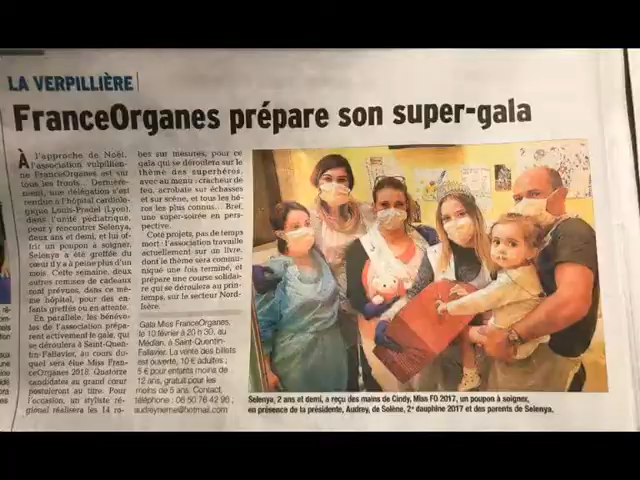 LA VERPILLIÈRE
FranceOrganes prépare son super-gala
À l'approche de Noël,
l'association vulpillien-
ne FranceOrganes est sur
tous les fronts... Dernière-
ment, une délégation s'est
rendue à l'hôpital cardiolo-
gique Louis-Pradel (Lyon),
dans l'unité pédiatrique
pour y rencontrer Selenya,
deux ans et demi, et lui of-
frir un poupon à soigner.
Selenya a été greffée du
cœur il y a à peine plus d'un
mois. Cette semaine, deux
autres remises de cadeaux
sont prévues, dans ce mê-
me hôpital, pour des en-
fants greffés ou en attente.
En parallèle, les bénévo-
les de l'association prépa-
rent activement le gala, qui
se déroulera à Saint-Quen-
tin-Fallavier, au cours du-
quel sera élue Miss Fran-
ceOrganes 2018. Quatorze
candidates au grand cœur
postuleront au titre. Pour
l'occasion, un styliste ré-
gional réalisera les 14 ro-
bes sur mesures, pour ce
gala qui se déroulera sur le
thème des superhéros,
avec au menu : cracheur de
feu, acrobate sur échasses
et sur scène, et tous les hé-
ros les plus connus... Bref,
une super-soirée en pers-
pective.
Coté projets, pas de temps
mort : l'association travaille
actuellement sur un livre,
dont le thème sera commu-
niqué une fois terminé, et
prépare une course solidai-
re qui se déroulera au prin-
temps, sur le secteur Nord-
Isère.
Gala Miss FranceOrganes,
le 10 février à 20 h 30, au
Médian, à Saint-Quentin-
Fallavier. La vente des billets
est ouverte, 10 € adultes ;
5 € pour enfants moins de
12 ans, gratuit pour les
moins de 5 ans. Contact,
téléphone : 06 50 76 42 96 ;
audreyneme@hotmail.com
Selenya, 2 ans et demi, a reçu des mains de Cindy, Miss FO 2017, un poupon à soigner,
en présence de la présidente, Audrey, de Solène, 2e dauphine 2017 et des parents de Selenya.